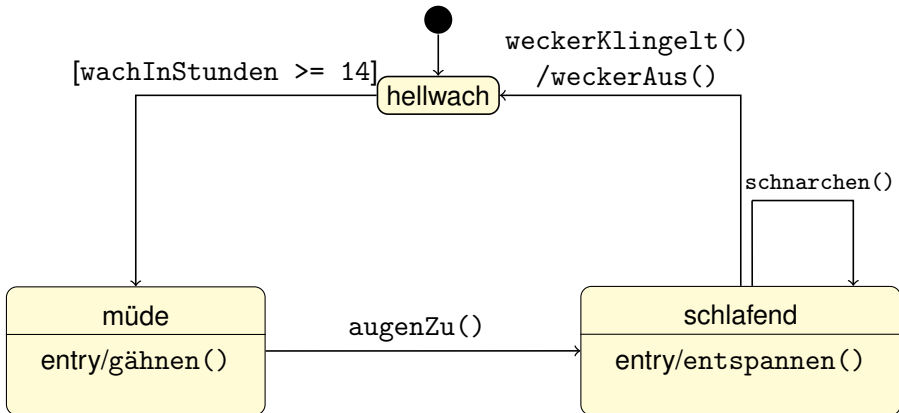 weckerKlingelt()
/weckerAus()
[wachInStunden >= 14]
hellwach
schnarchen()
müde
entry/gähnen()
augenZu()
schlafend
entry/entspannen()